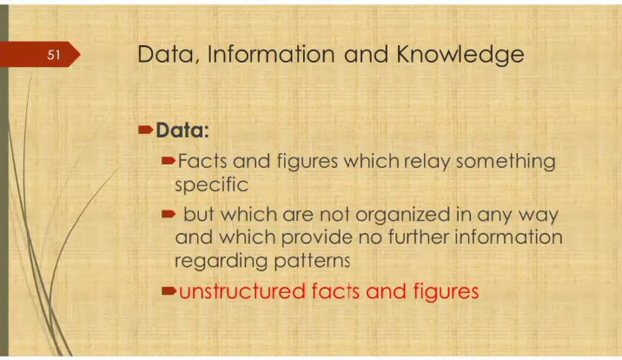 51
Data, Information and Knowledge
Data:
Facts and figures which relay something
specific
but which are not organized in any way
and which provide no further information
regarding patterns
unstructured facts and figures